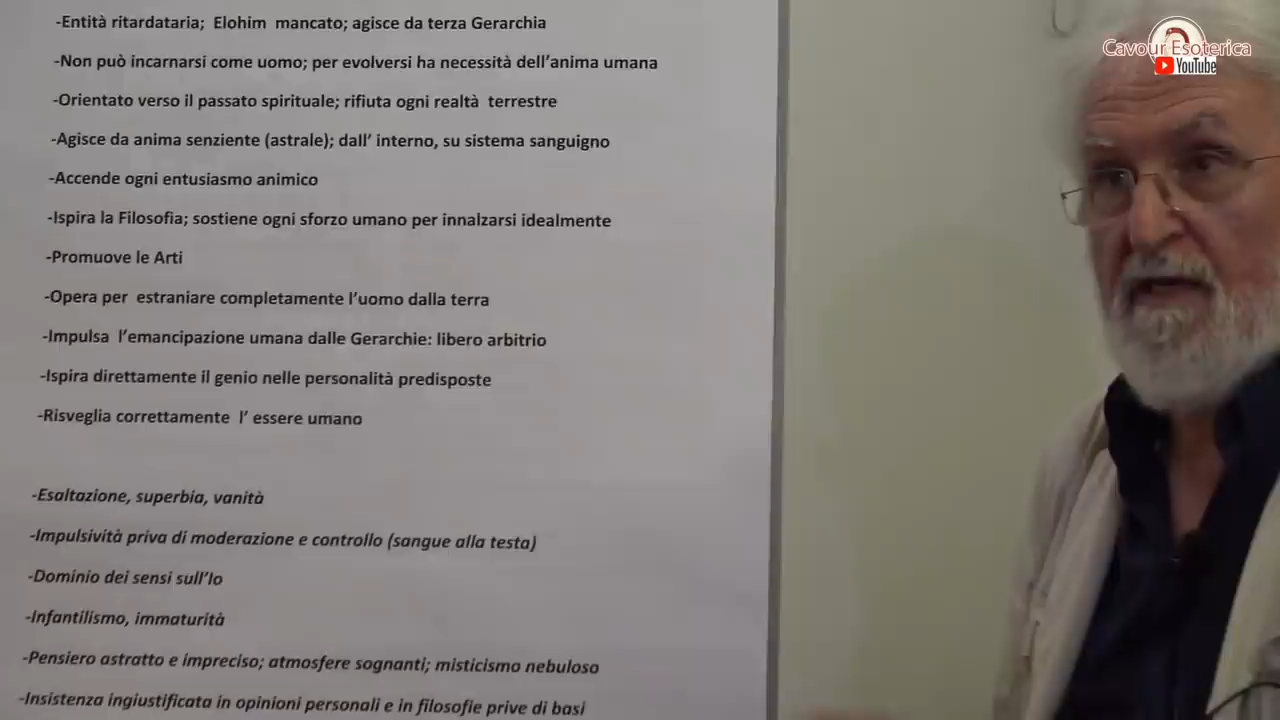 -Entità ritardataria; Elohim mancato; agisce da terza Gerarchia
-Non può incarnarsi come uomo; per evolversi ha necessità dell'anima umana
-Orientato verso il passato spirituale; rifiuta ogni realtà terrestre
-Agisce da anima senziente (astrale); dall' interno, su sistema sanguigno
-Accende ogni entusiasmo animico
-Ispira la Filosofia; sostiene ogni sforzo umano per innalzarsi idealmente
-Promuove le Arti
-Opera per estraniare completamente l'uomo dalla terra
-Impulsa l'emancipazione umana dalle Gerarchie: libero arbitrio
-Ispira direttamente il genio nelle personalità predisposte
-Risveglia correttamente l' essere umano
-Esaltazione, superbia, vanità
-Impulsività priva di moderazione e controllo (sangue alla testa)
-Dominio dei sensi sull'Io
-Infantilismo, immaturità
-Pensiero astratto e impreciso; atmosfere sognanti; misticismo nebuloso
-Insistenza ingiustificata in opinioni personali e in filosofie prive di basi
Cavour Esoterica
YouTube